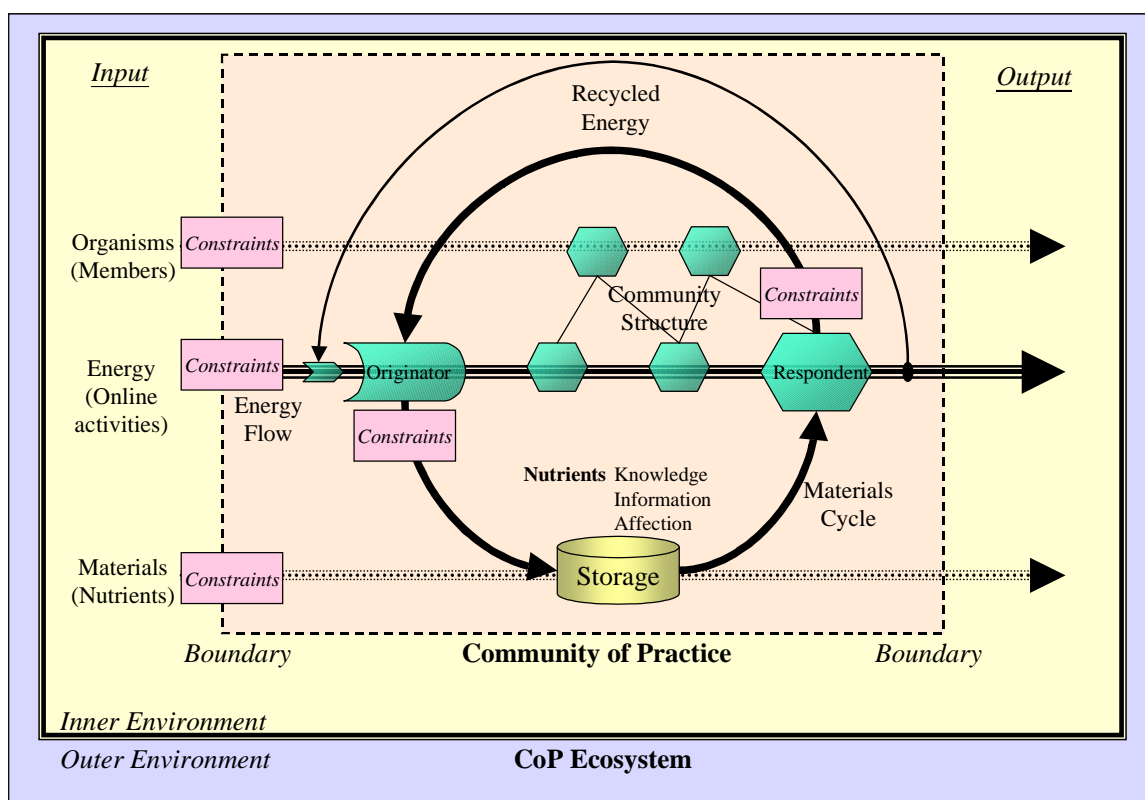 Input
Output
Recycled
Energy
Organisms
(Members)
Constraints
Constraints
Community
Structure
Energy
(Online
activities)
Constraints
Originator
Respondent
Energy
Flow
Constraints
Nutrients Knowledge
Information
Affection
Materials
Cycle
Materials
(Nutrients)
Constraints
Storage
Boundary
Community of Practice
Boundary
Inner Environment
Outer Environment
CoP Ecosystem